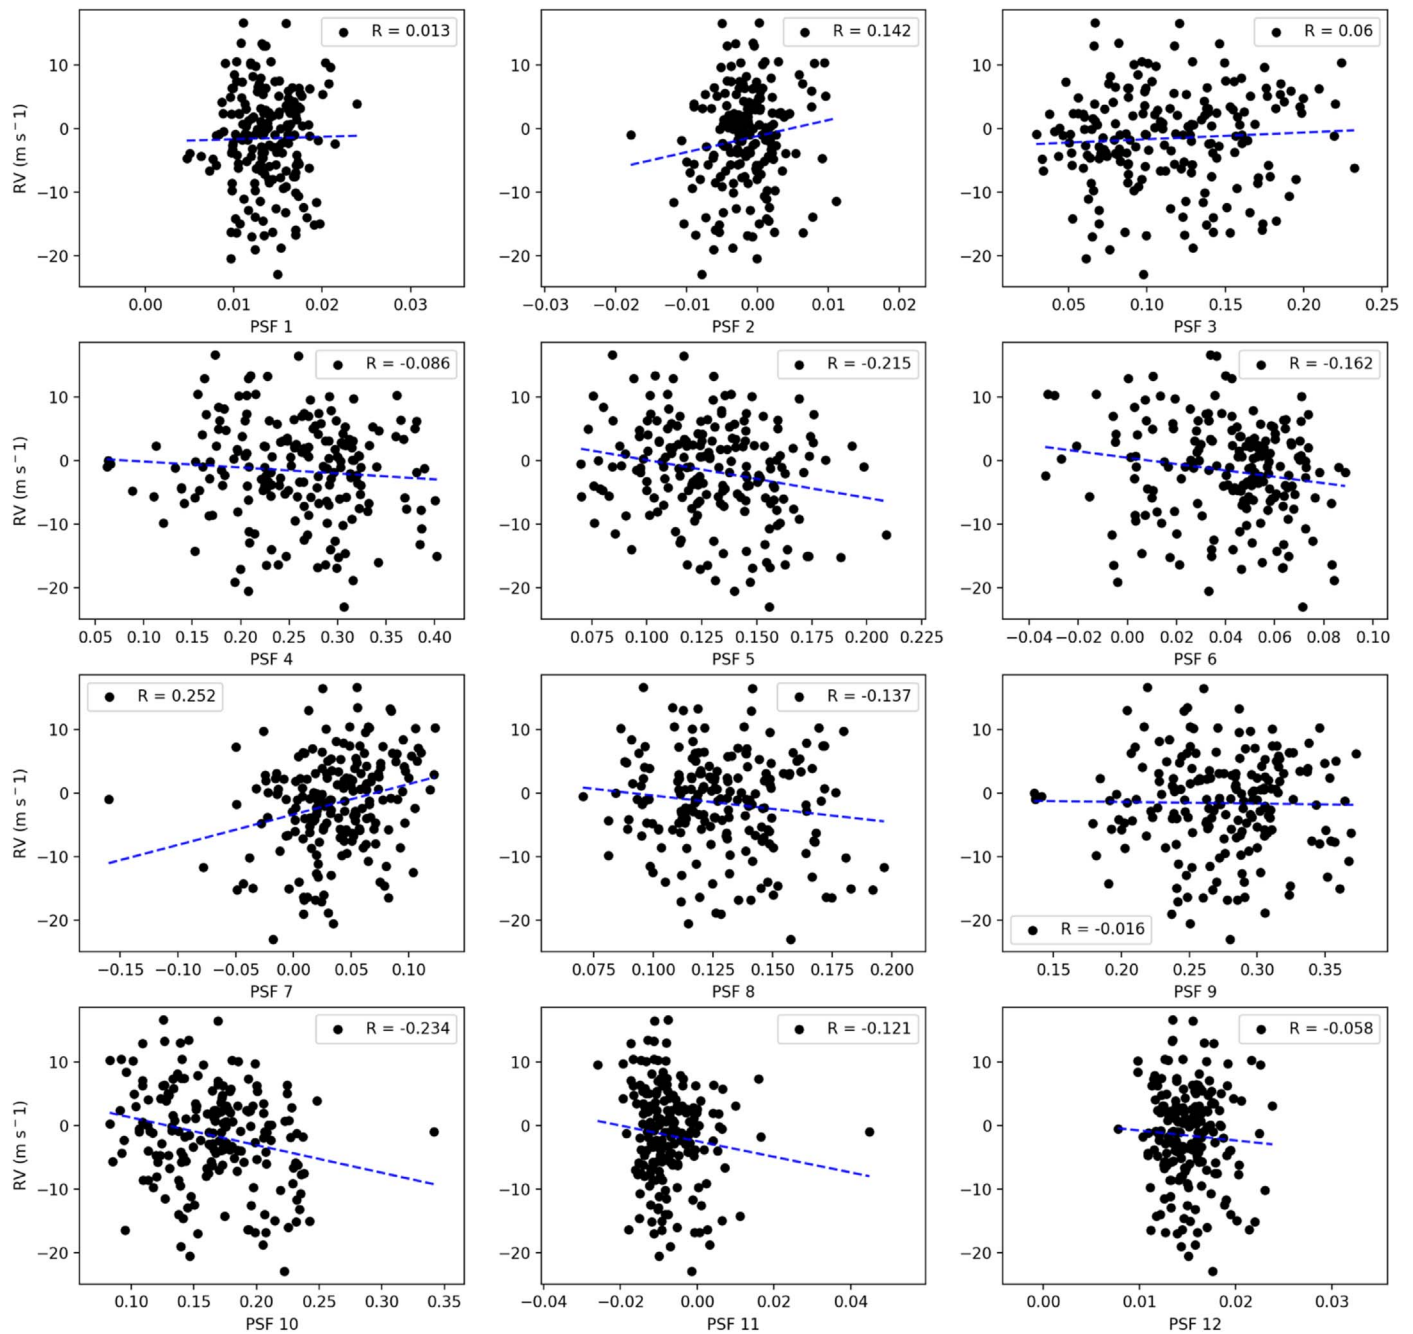 R = 0.013
10
0
−10
−20
RV (m s−1)
0.00 0.01 0.02 0.03
PSF 1
R = 0.142
10
0
−10
−20
−0.03 −0.02 −0.01 0.00 0.01 0.02
PSF 2
R = 0.06
10
0
−10
−20
0.05 0.10 0.15 0.20 0.25
PSF 3
R = -0.086
10
0
−10
−20
RV (m s−1)
0.05 0.10 0.15 0.20 0.25 0.30 0.35 0.40
PSF 4
R = -0.215
10
0
−10
−20
0.075 0.100 0.125 0.150 0.175 0.200 0.225
PSF 5
R = -0.162
10
0
−10
−20
−0.04 −0.02 0.00 0.02 0.04 0.06 0.08 0.10
PSF 6
R = 0.252
10
0
−10
−20
RV (m s−1)
−0.15 −0.10 −0.05 0.00 0.05 0.10
PSF 7
R = -0.137
10
0
−10
−20
0.075 0.100 0.125 0.150 0.175 0.200
PSF 8
10
0
−10
−20
R = -0.016
0.15 0.20 0.25 0.30 0.35
PSF 9
R = -0.234
10
0
−10
−20
RV (m s−1)
0.10 0.15 0.20 0.25 0.30 0.35
PSF 10
R = -0.121
10
0
−10
−20
−0.04 −0.02 0.00 0.02 0.04
PSF 11
R = -0.058
10
0
−10
−20
0.00 0.01 0.02 0.03
PSF 12